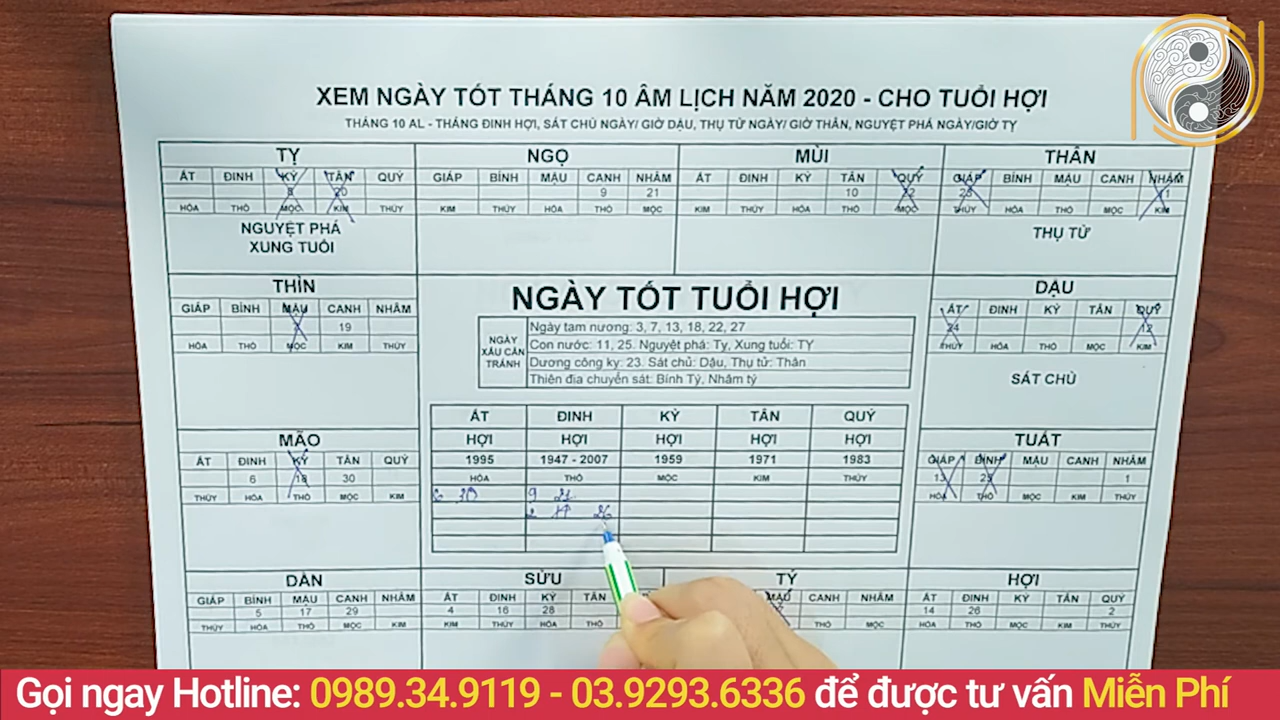 XEM NGÀY TỐT THÁNG 10 ÂM LỊCH NĂM 2020 - CHO TUỔI HỢI
THÁNG 10 AL - THÁNG ĐINH HỢI, SÁT CHỦ NGÀY/ GIỜ DẬU, THỤ TỬ NGÀY/ GIỜ THÂN, NGUYỆT PHÁ NGÀY/GIỜ TỴ
TỴ NGỌ MÙI THÂN
ẤT ĐINH KỶ TÂN QUÝ GIÁP BÍNH MẬU CANH NHÂM ẤT ĐINH KỶ TÂN QUÝ GIÁP BÍNH MẬU CANH NHÂM
8 20 9 21 10
HỎA THỔ MỘC KIM THỦY KIM THỦY HỎA THỔ MỘC KIM THỦY HỎA THỔ MỘC THỦY HỎA THỔ MỘC KIM
NGUYỆT PHÁ
XUNG TUỔI
THỤ TỬ
THÌN
GIÁP BÍNH MẬU CANH NHÂM
19
HỎA THỦY MỘC KIM THỦY
NGÀY TỐT TUỔI HỢI
NGÀY XẤU CẦN TRÁNH
Ngày tam nương: 3, 7, 13, 18, 22, 27
Con nước: 11, 25. Nguyệt phá: Tỵ, Xung tuổi: TỴ
Dương công kỵ: 23. Sát chủ: Dậu, Thụ tử: Thân
Thiên địa chuyển sát: Bính Tý, Nhâm tý
DẬU
ẤT ĐINH KỶ TÂN QUÝ
24 12
THỦY THỔ HỎA MỘC KIM
SÁT CHỦ
MÃO
ẤT ĐINH KỶ TÂN QUÝ
6 18 30
THỦY HỎA THỔ MỘC KIM
ẤT ĐINH KỶ TÂN QUÝ
HỢI HỢI HỢI HỢI HỢI
1995 1947 - 2007 1959 1971 1983
HỎA THỔ MỘC KIM THỦY
6 30 9 21
2 26
TUẤT
GIÁP ĐINH MẬU CANH NHÂM
13 25 1
HỎA THỔ MỘC KIM THỦY
DẦN SỬU TÝ HỢI
GIÁP BÍNH MẬU CANH NHÂM ẤT ĐINH KỶ TÂN MẬU CANH NHÂM ẤT ĐINH KỶ TÂN QUÝ
5 17 29 4 16 28 14 26 2
THỦY HỎA THỔ MỘC KIM KIM THỦY HỎA THỔ THỔ MỘC HỎA THỔ MỘC KIM THỦY
Gọi ngay Hotline: 0989.34.9119 - 03.9293.6336 để được tư vấn Miễn Phí